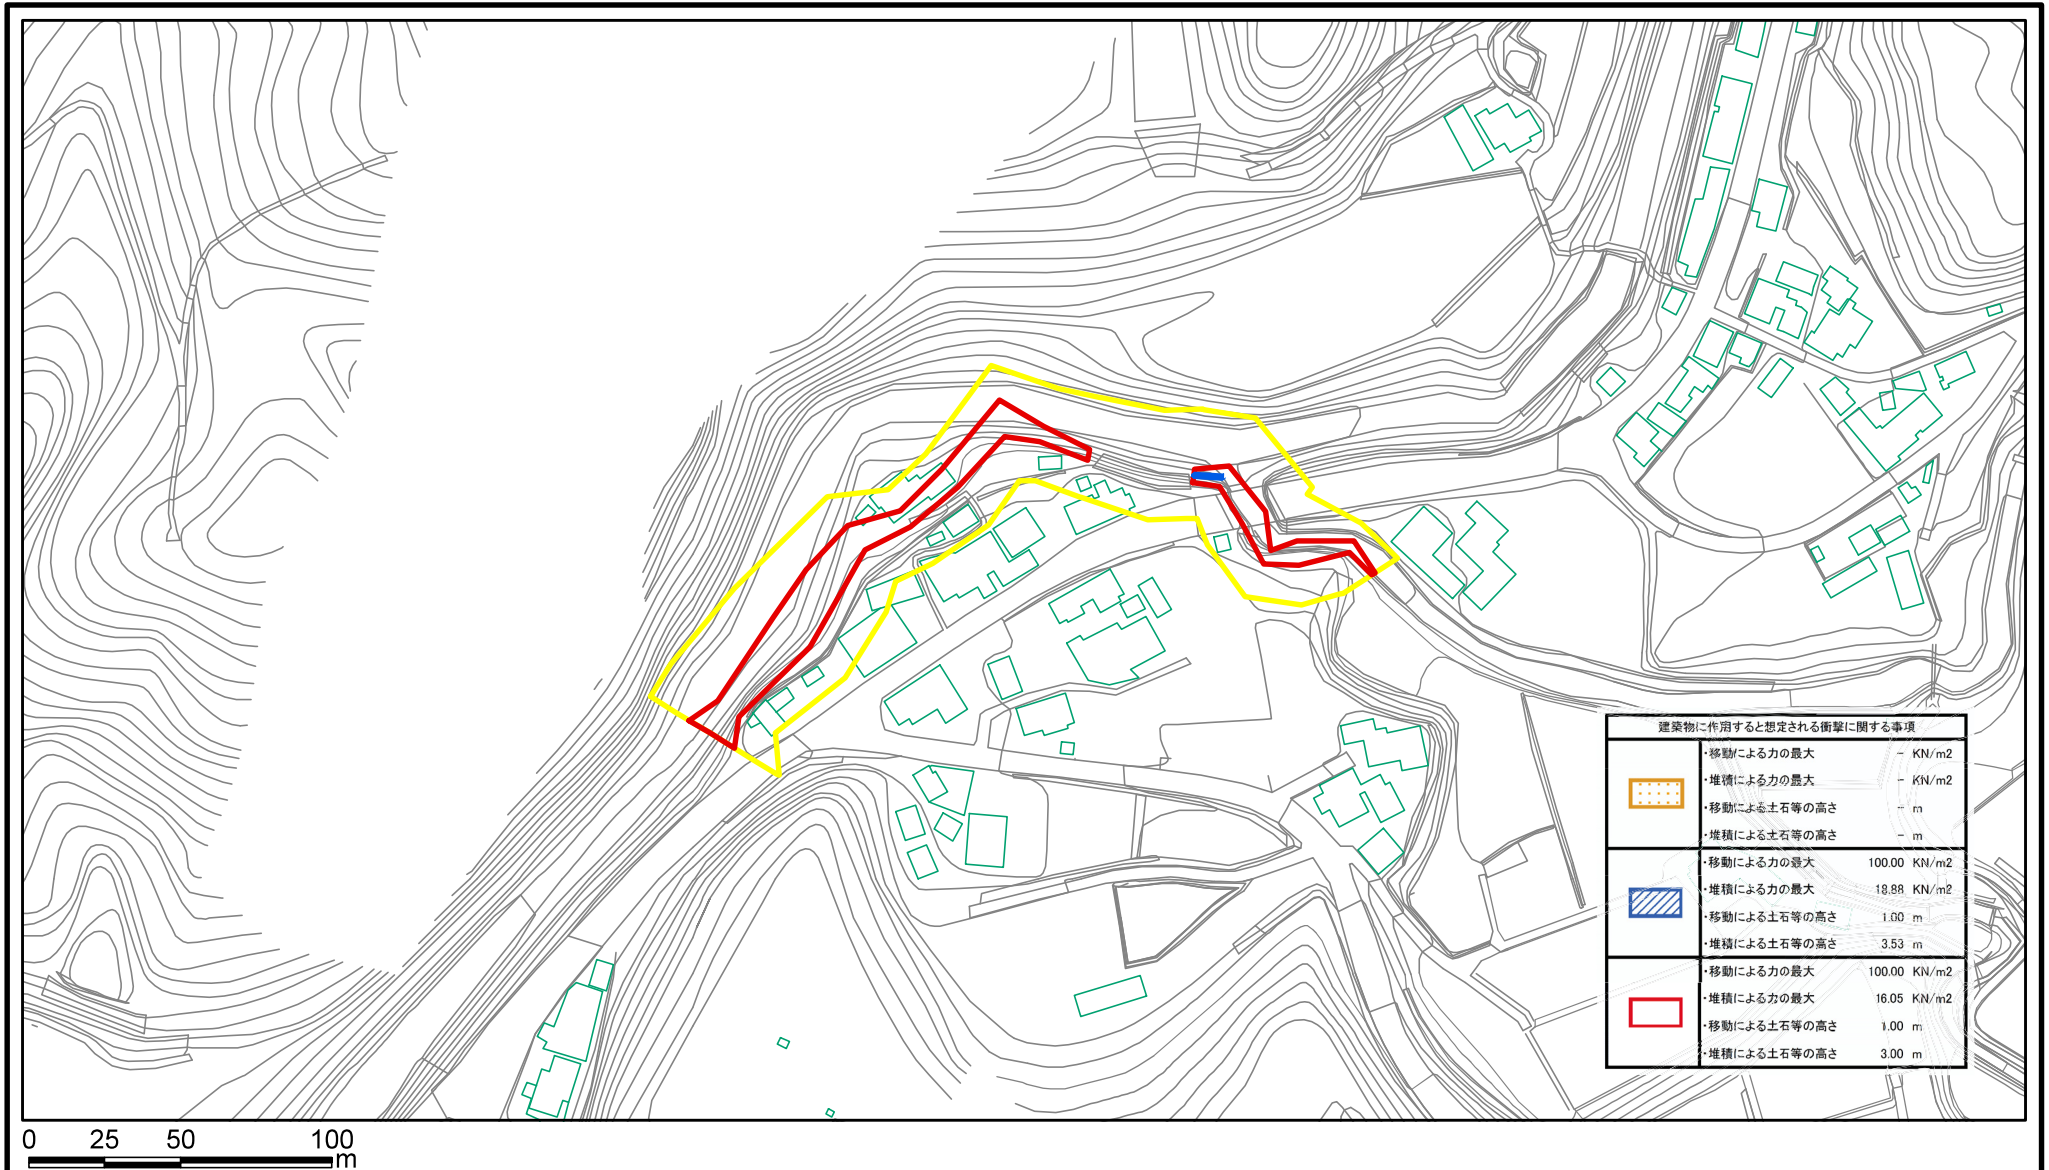 建築物に作用すると想定される衝撃に関する事項
・移動による力の最大 - KN/m2
・堆積による力の最大 - KN/m2
・移動による土石等の高さ - m
・堆積による土石等の高さ - m
・移動による力の最大 100.00 KN/m2
・堆積による力の最大 18.88 KN/m2
・移動による土石等の高さ 1.00 m
・堆積による土石等の高さ 3.53 m
・移動による力の最大 100.00 KN/m2
・堆積による力の最大 16.05 KN/m2
・移動による土石等の高さ 1.00 m
・堆積による土石等の高さ 3.00 m
0 25 50 100
m